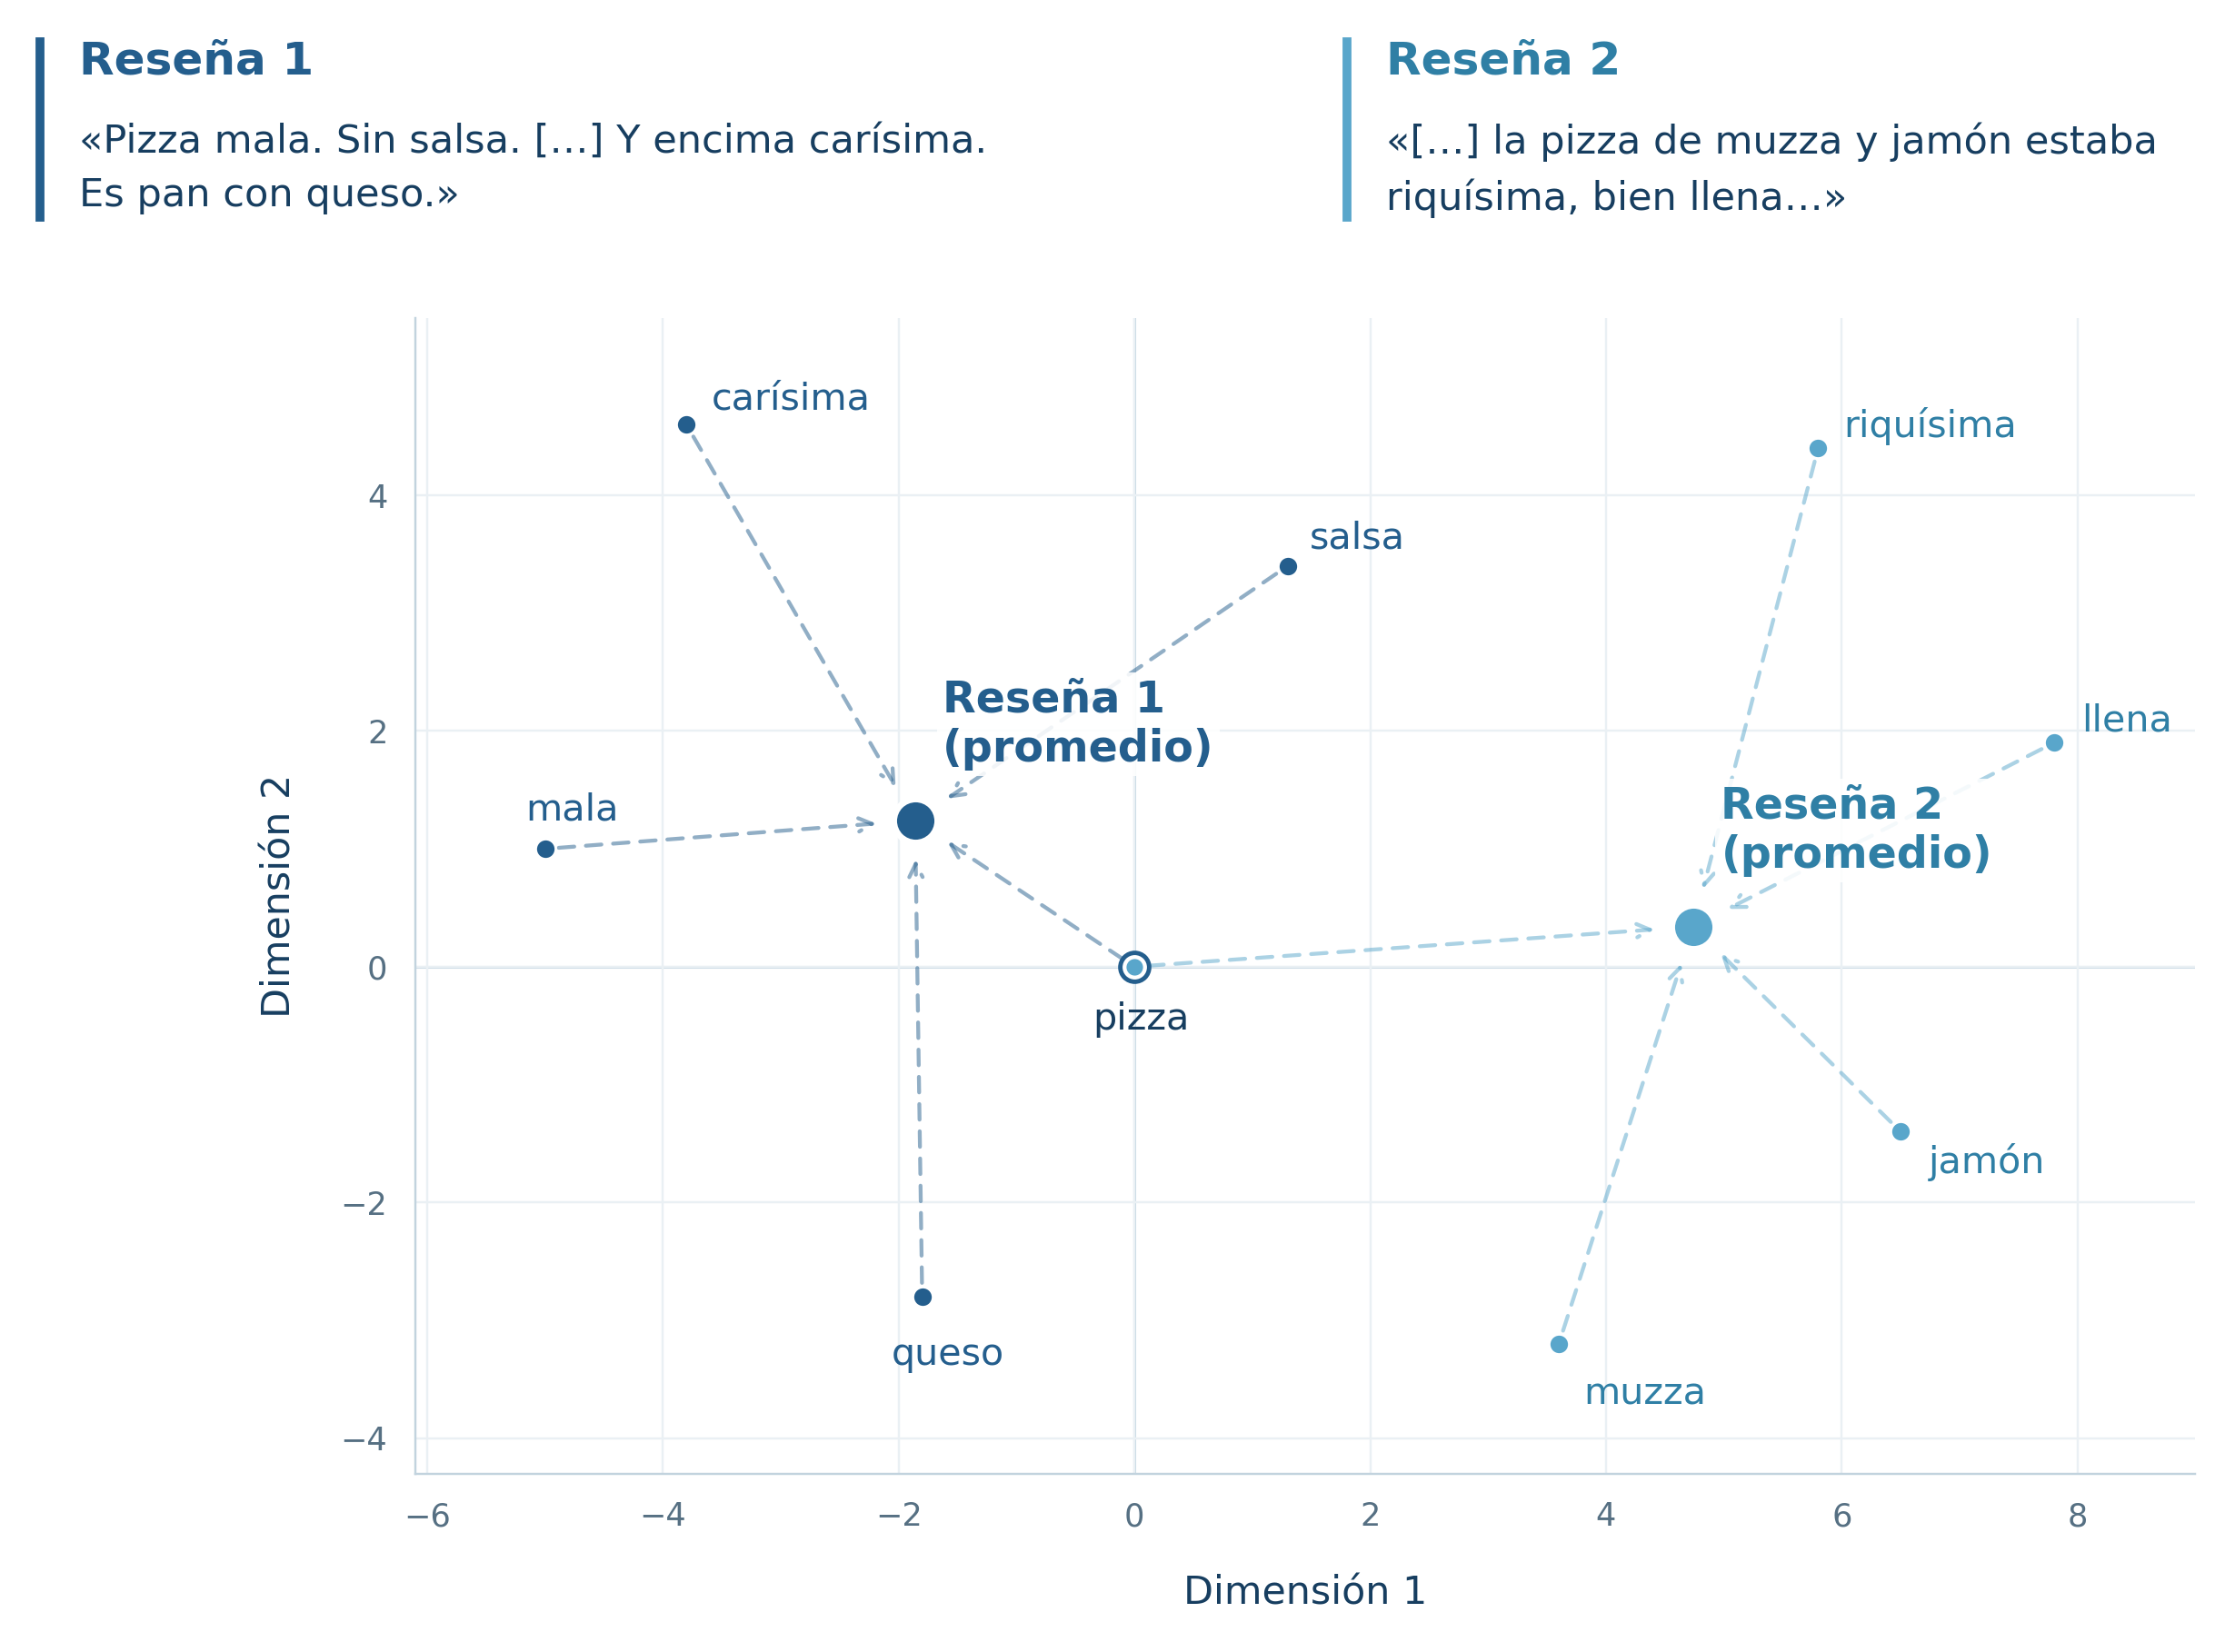 Reseña 1
«Pizza mala. Sin salsa. [...] Y encima carísima.
Es pan con queso.»
Reseña 2
«[...] la pizza de muzza y jamón estaba
riquísima, bien llena...»
carísima
riquísima
4
salsa
Reseña 1
(promedio)
llena
2
mala
Reseña 2
(promedio)
Dimensión 2
0
pizza
jamón
−2
queso
muzza
−4
−6
−4
−2
0
2
4
6
8
Dimensión 1